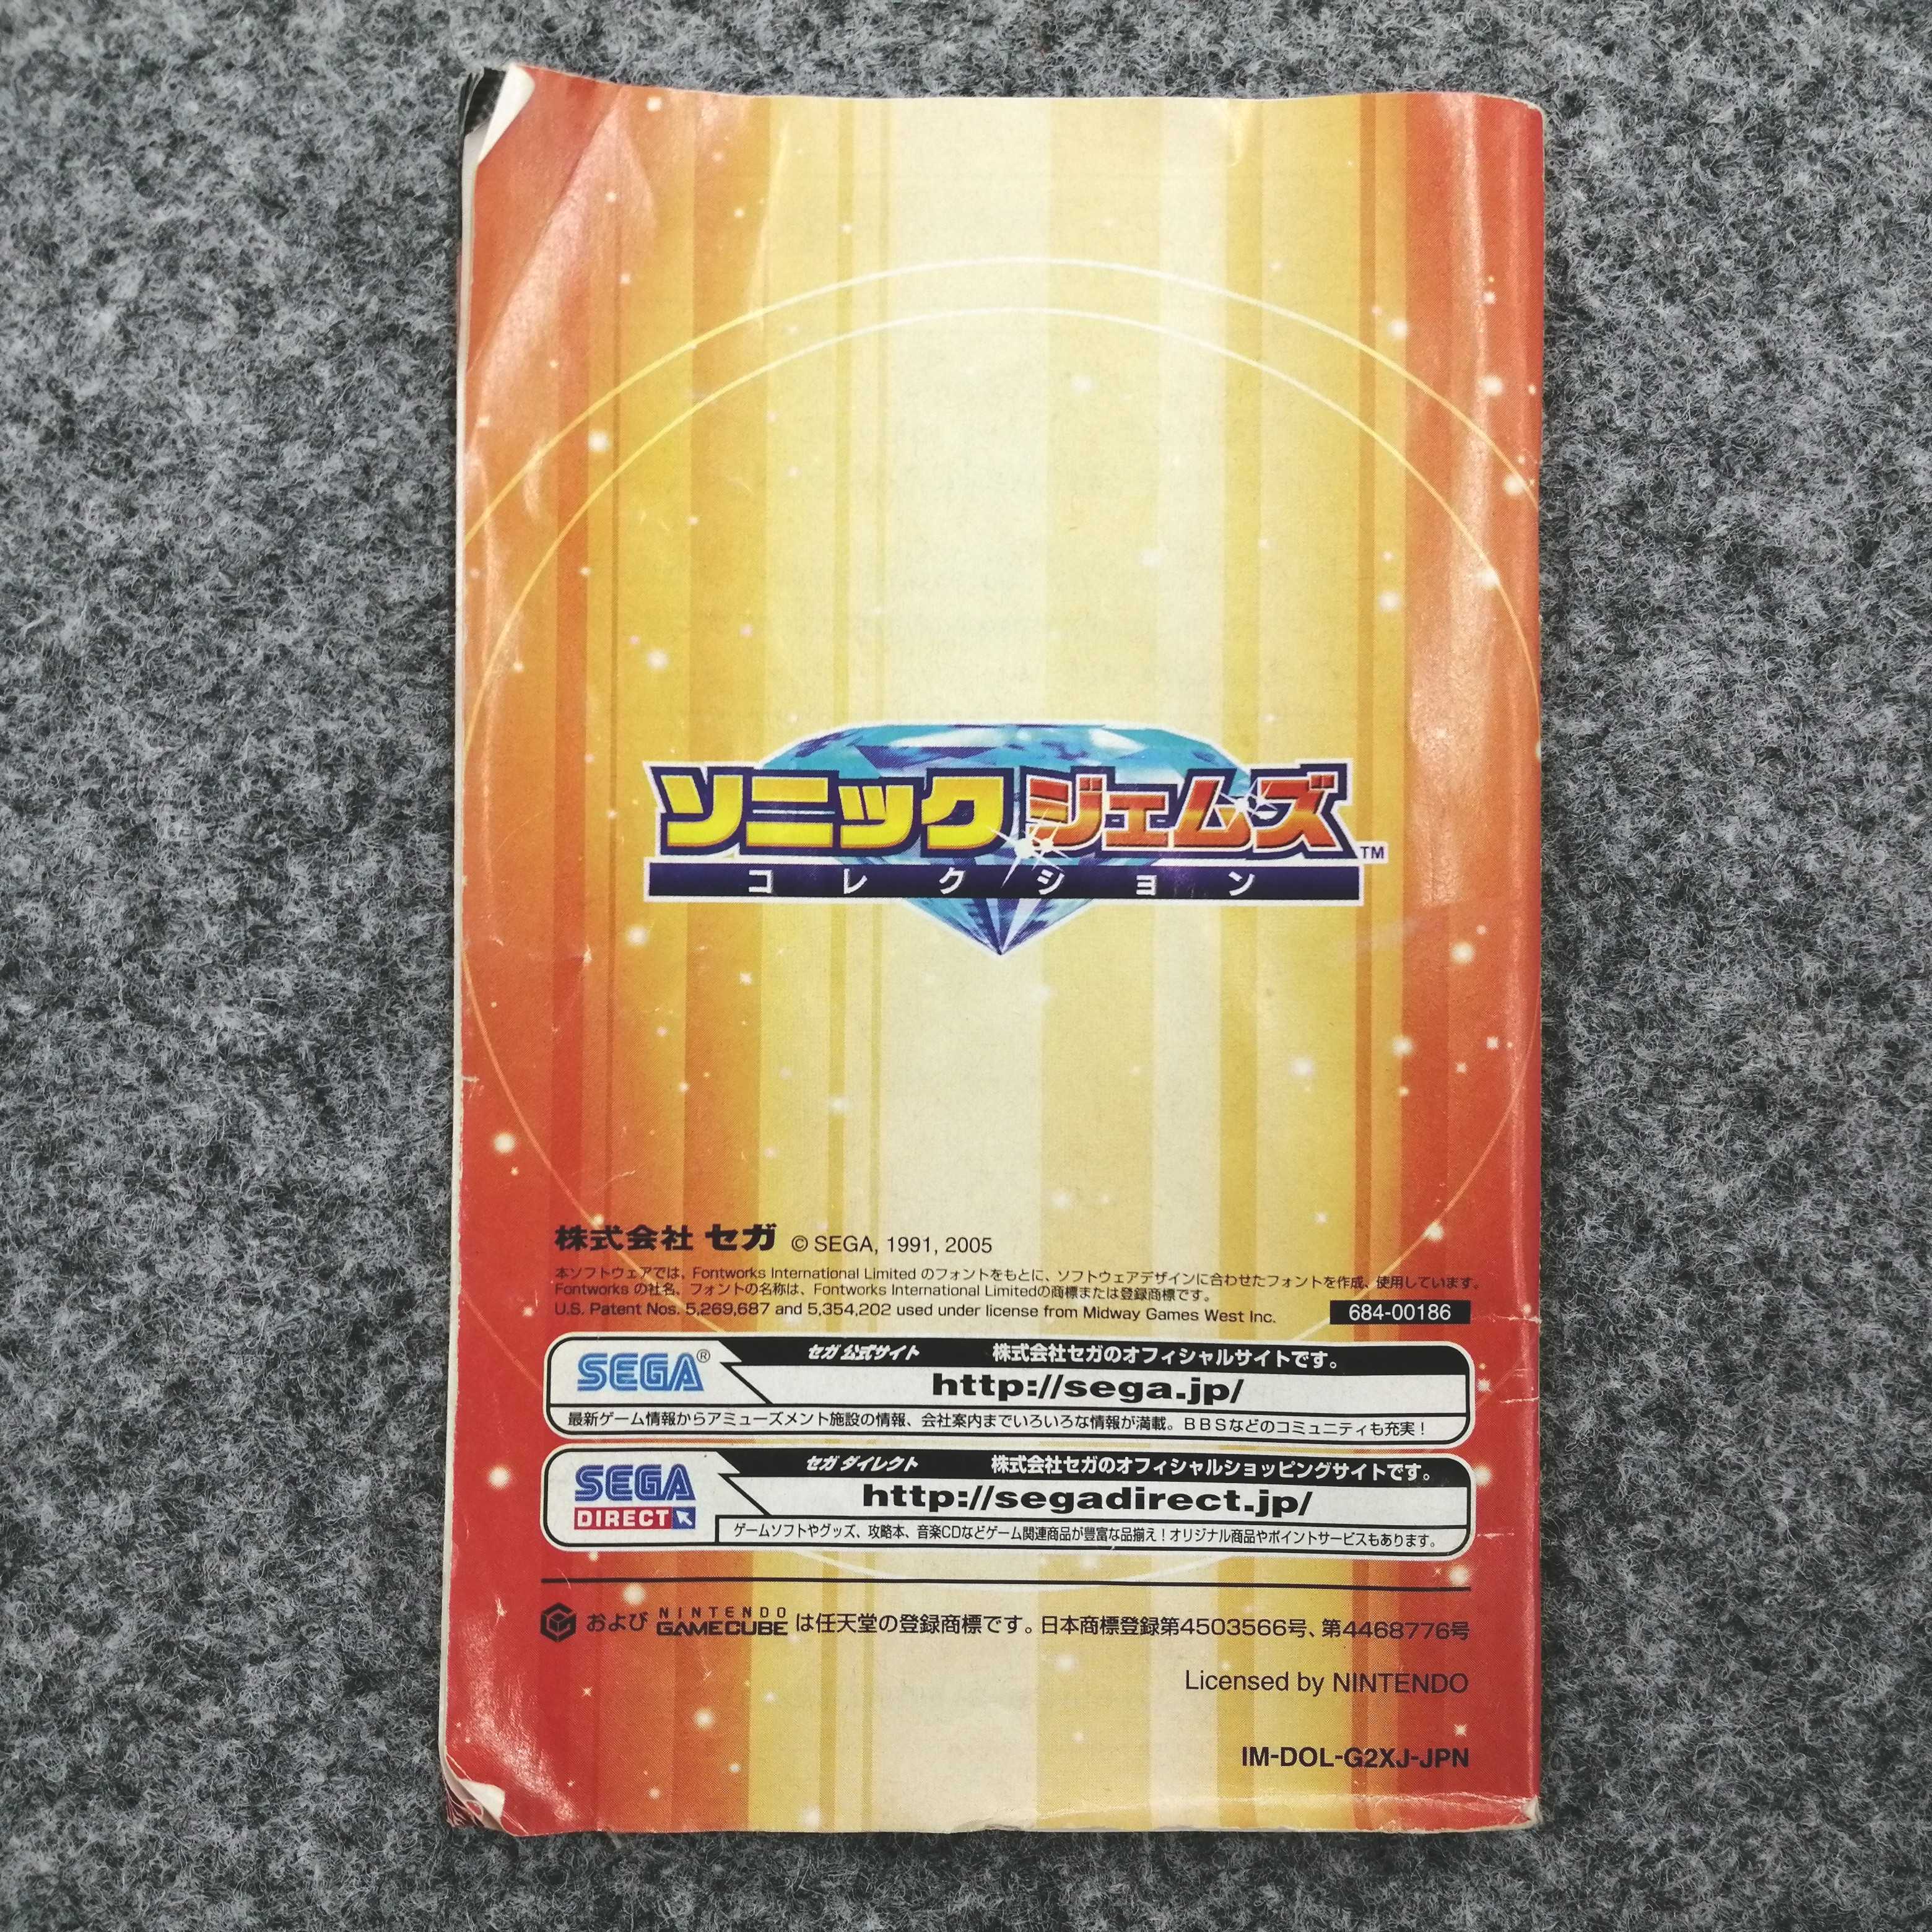 ソニック ジェムズ TM
コレクション
株式会社 セガ © SEGA, 1991, 2005
本ソフトウェアでは、Fontworks International Limited のフォントをもとに、ソフトウェアデザインに合わせたフォントを作成、使用しています。
Fontworks の社名、フォントの名称は、Fontworks International Limitedの商標または登録商標です。
U.S. Patent Nos. 5,269,687 and 5,354,202 used under license from Midway Games West Inc.
684-00186
SEGA®
セガ 公式サイト 株式会社セガのオフィシャルサイトです。
http://sega.jp/
最新ゲーム情報からアミューズメント施設の情報、会社案内までいろいろな情報が満載。BBSなどのコミュニティも充実!
SEGA
DIRECT
セガ ダイレクト 株式会社セガのオフィシャルショッピングサイトです。
http://segadirect.jp/
ゲームソフトやグッズ、攻略本、音楽CDなどゲーム関連商品が豊富な品揃え!オリジナル商品やポイントサービスもあります。
および NINTENDO GAMECUBE は任天堂の登録商標です。日本商標登録第4503566号、第4468776号
Licensed by NINTENDO
IM-DOL-G2XJ-JPN